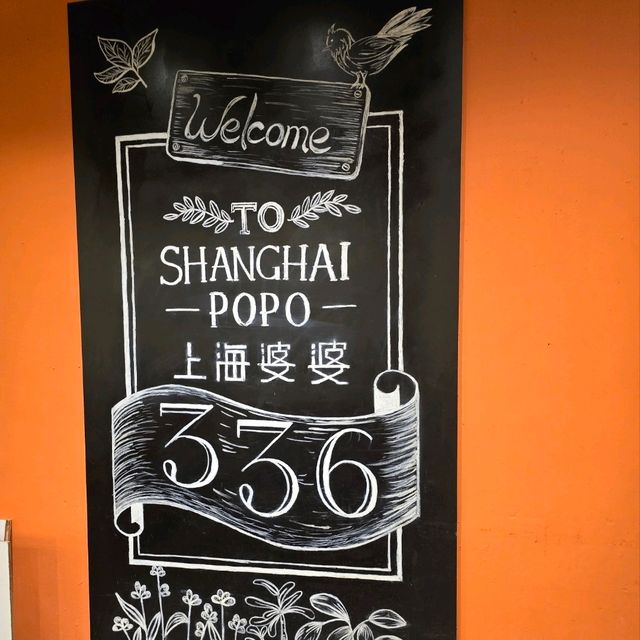 Welcome
TO
SHANGHAI
— POPO —
上海婆婆
336